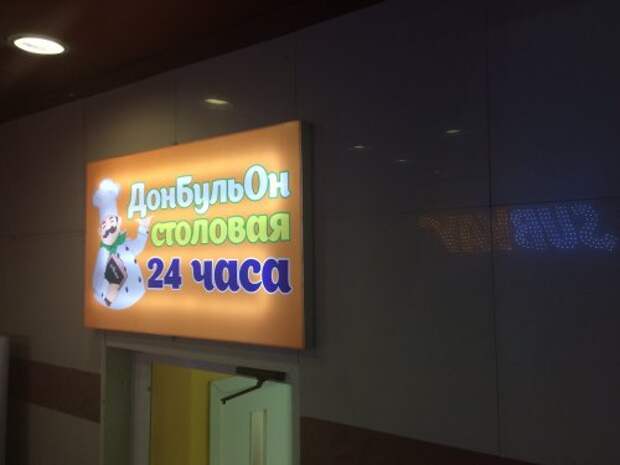 ДонБульОн
столовая
24 часа